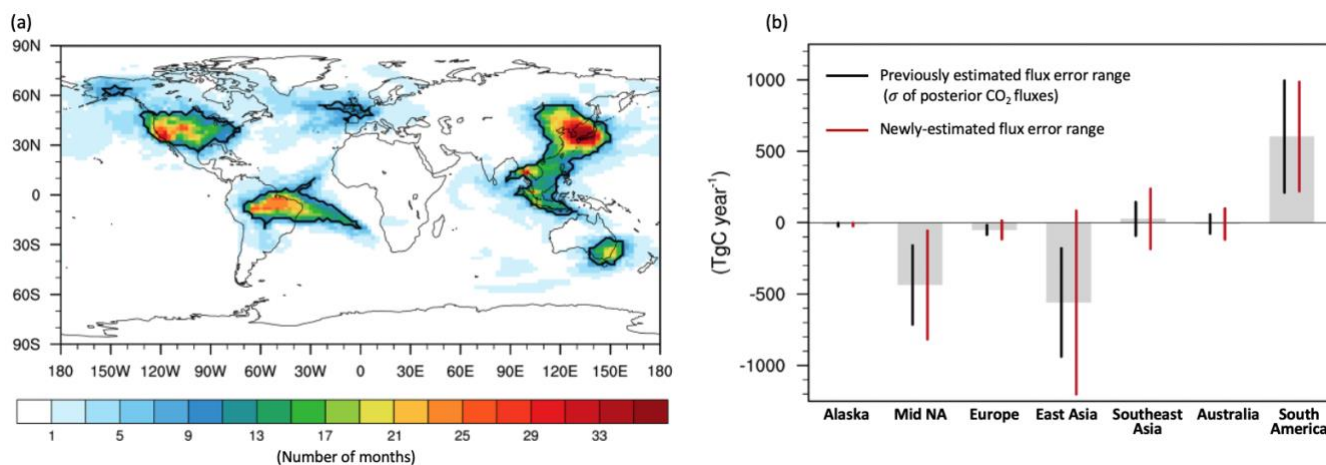 (a)
90N
60N
30N
0
30S
60S
90S
180 150W 120W 90W 60W 30W 0 30E 60E 90E 120E 150E 180
1 5 9 13 17 21 25 29 33
(Number of months)
(b)
(TgC year-1)
1000
500
0
-500
-1000
Previously estimated flux error range
(σ of posterior CO2 fluxes)
Newly-estimated flux error range
Alaska Mid NA Europe East Asia Southeast Asia Australia South America